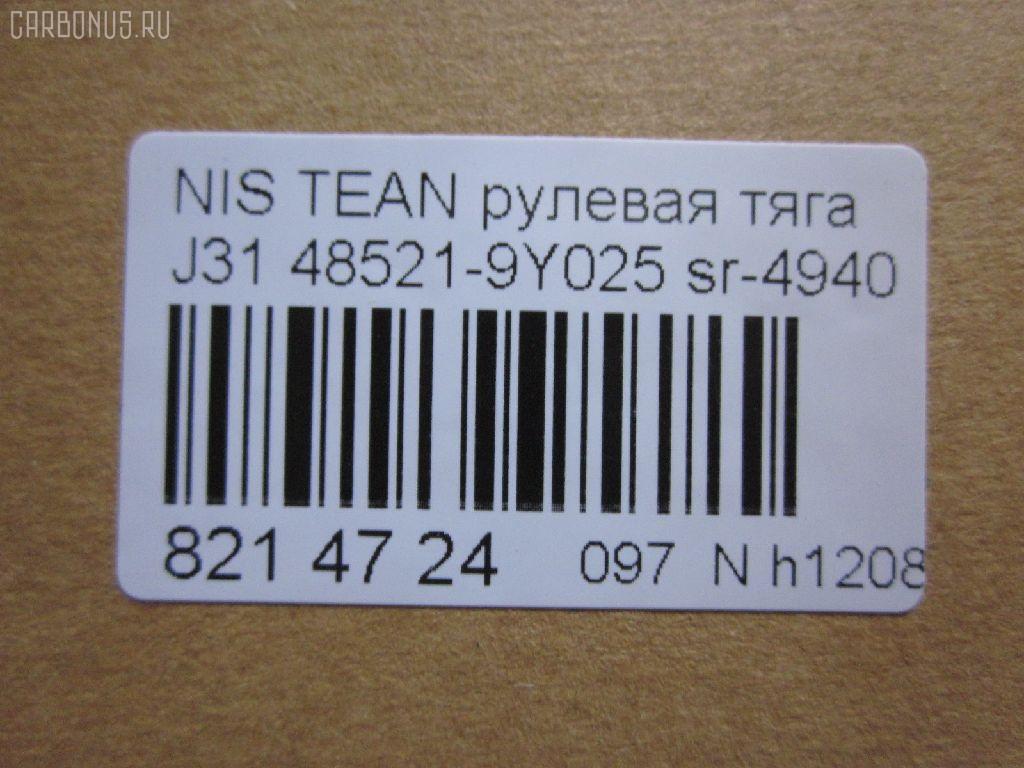 CARBONUS.RU
NIS TEAN рулевая тяга
J31 48521-9Y025 sr-4940
821 47 24 097 N h1208